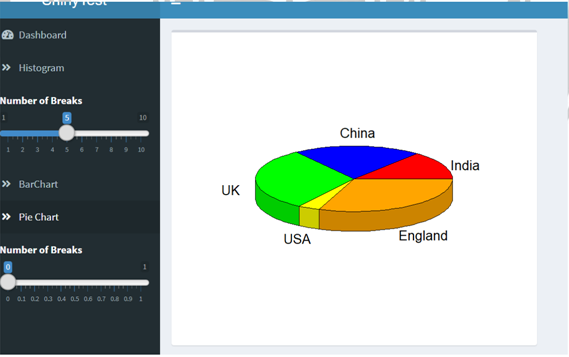 Dashboard
Histogram
Number of Breaks
1 5 10
1 2 3 4 5 6 7 8 9 10
BarChart
Pie Chart
Number of Breaks
0 1
0 0.1 0.2 0.3 0.4 0.5 0.6 0.7 0.8 0.9 1
China
India
UK
USA
England